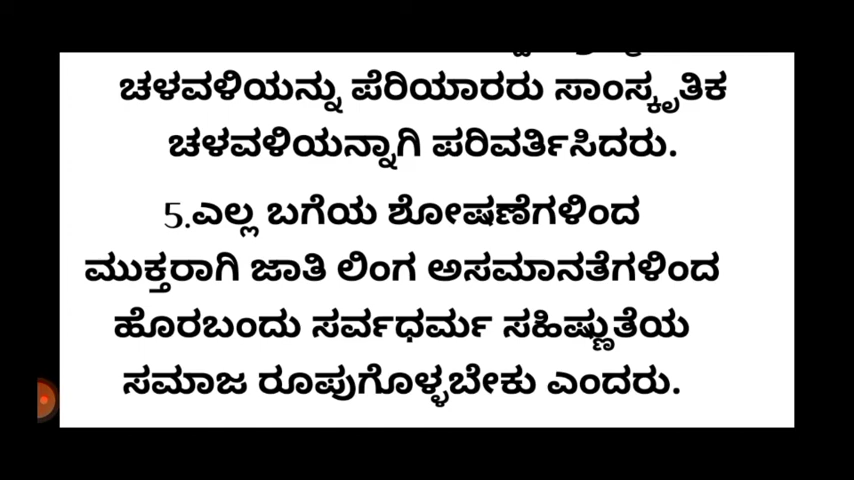 ಚಳವಳಿಯನ್ನು ಪೆರಿಯಾರರು ಸಾಂಸ್ಕೃತಿಕ
ಚಳವಳಿಯನ್ನಾಗಿ ಪರಿವರ್ತಿಸಿದರು.
5.ಎಲ್ಲ ಬಗೆಯ ಶೋಷಣೆಗಳಿಂದ
ಮುಕ್ತರಾಗಿ ಜಾತಿ ಲಿಂಗ ಅಸಮಾನತೆಗಳಿಂದ
ಹೊರಬಂದು ಸರ್ವಧರ್ಮ ಸಹಿಷ್ಣುತೆಯ
ಸಮಾಜ ರೂಪುಗೊಳ್ಳಬೇಕು ಎಂದರು.